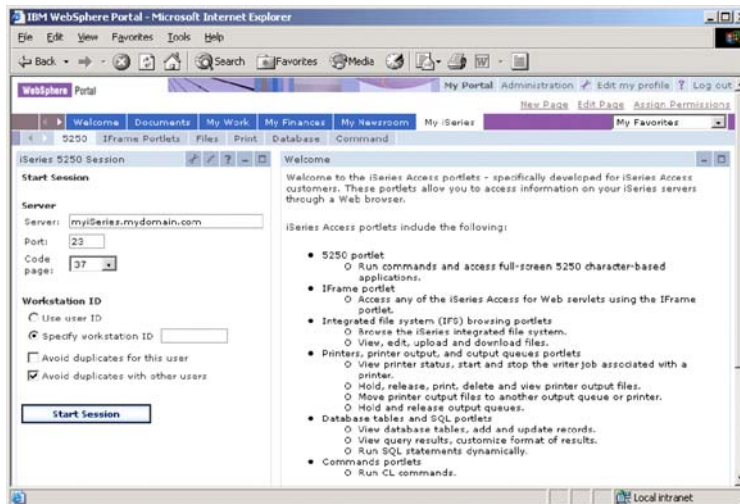 IBM WebSphere Portal - Microsoft Internet Explorer
File Edit View Favorites Tools Help
Back Search Favorites Media
WebSphere Portal
My Portal Administration Edit my profile ? Log out
New Page Edit Page Assign Permissions
Welcome Documents My Work My Finances My Newsroom My iSeries My Favorites
5250 IFrame Portlets Files Print Database Command
iSeries 5250 Session
Start Session
Server
Server: myiSeries.mydomain.com
Port: 23
Code page: 37
Workstation ID
Use user ID
Specify workstation ID
Avoid duplicates for this user
Avoid duplicates with other users
Start Session
Welcome
Welcome to the iSeries Access portlets - specifically developed for iSeries Access
customers. These portlets allow you to access information on your iSeries servers
through a Web browser.
iSeries Access portlets include the following:
5250 portlet
Run commands and access full-screen 5250 character-based
applications.
IFrame portlet
Access any of the iSeries Access for Web servlets using the IFrame
portlet.
Integrated file system (IFS) browsing portlets
Browse the iSeries integrated file system.
View, edit, upload and download files.
Printers, printer output, and output queues portlets
View printer status, start and stop the writer job associated with a
printer.
Hold, release, print, delete and view printer output files.
Move printer output files to another output queue or printer.
Hold and release output queues.
Database tables and SQL portlets
View database tables, add and update records.
View query results, customize format of results.
Run SQL statements dynamically.
Commands portlets
Run CL commands.
Local intranet